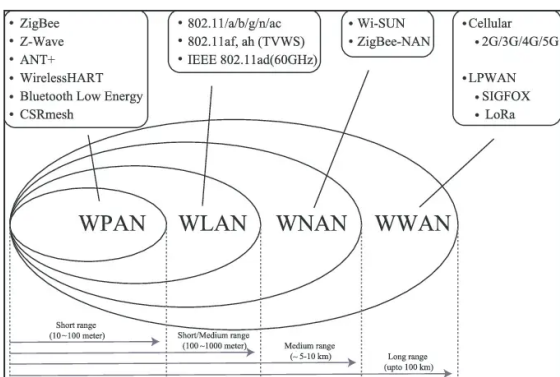 • ZigBee
• Z-Wave
• ANT+
• WirelessHART
• Bluetooth Low Energy
• CSRmesh
• 802.11/a/b/g/n/ac
• 802.11af, ah (TVWS)
• IEEE 802.11ad(60GHz)
• Wi-SUN
• ZigBee-NAN
• Cellular
• 2G/3G/4G/5G
• LPWAN
• SIGFOX
• LoRa
WPAN WLAN WNAN WWAN
Short range
(10~100 meter)
Short/Medium range
(100~1000 meter)
Medium range
(~5-10 km)
Long range
(upto 100 km)